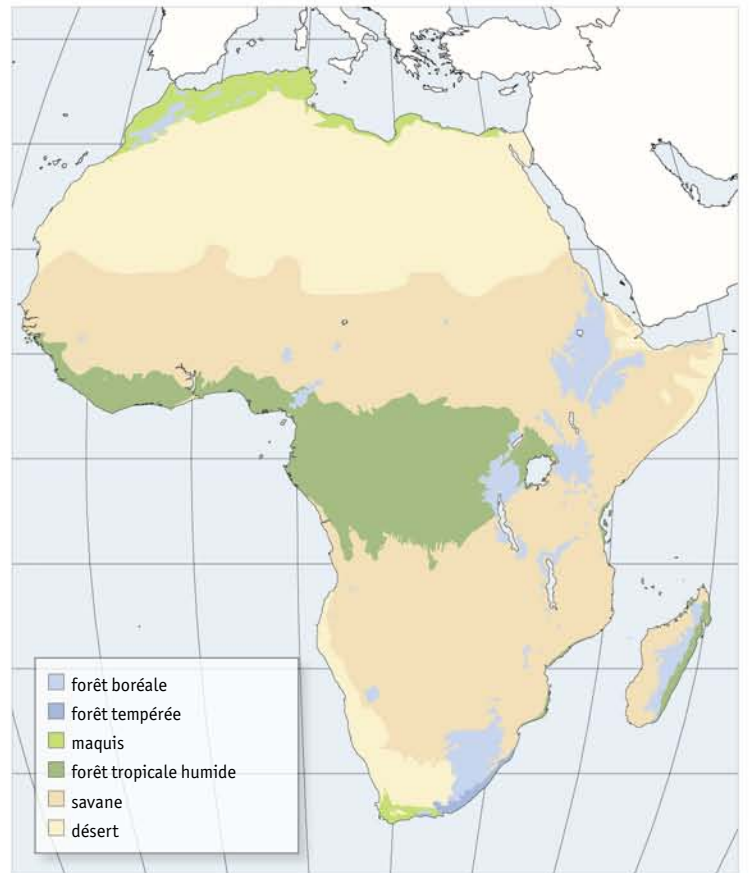 forêt boréale
forêt tempérée
maquis
forêt tropicale humide
savane
désert